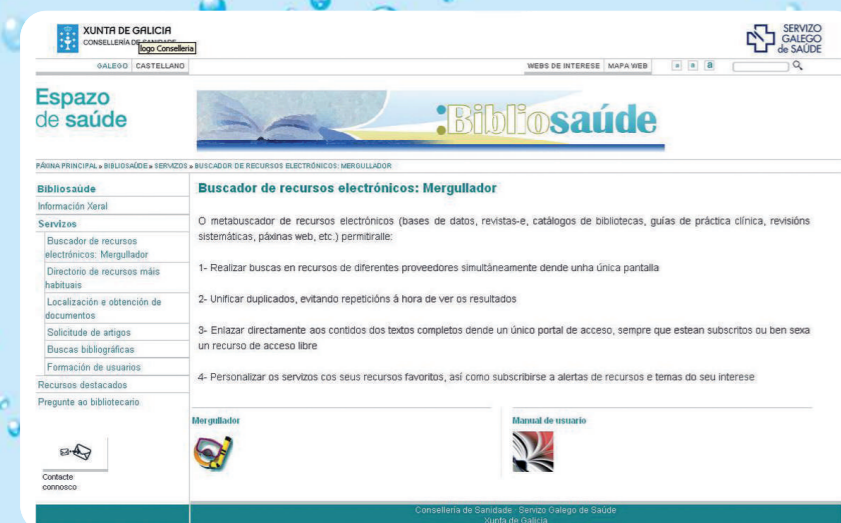 XUNTA DE GALICIA
CONSELLERÍA DE SANIDADE
logo Conselleria
SERVIZO
GALEGO
de SAÚDE
GALEGO CASTELLANO
WEBS DE INTERESE MAPA WEB a a a
Espazo
de saúde
:Bibliosaúde
PÁXINA PRINCIPAL » BIBLIOSAÚDE » SERVIZOS » BUSCADOR DE RECURSOS ELECTRÓNICOS: MERGULLADOR
Bibliosaúde
Información Xeral
Servizos
Buscador de recursos
electrónicos: Mergullador
Directorio de recursos máis
habituais
Localización e obtención de
documentos
Solicitude de artigos
Buscas bibliográficas
Formación de usuarios
Recursos destacados
Pregunte ao bibliotecario
Contacte
connosco
Buscador de recursos electrónicos: Mergullador
O metabuscador de recursos electrónicos (bases de datos, revistas-e, catálogos de bibliotecas, guías de práctica clínica, revisións
sistemáticas, páxinas web, etc.) permitiralle:
1- Realizar buscas en recursos de diferentes proveedores simultáneamente dende unha única pantalla
2- Unificar duplicados, evitando repeticións á hora de ver os resultados
3- Enlazar directamente aos contidos dos textos completos dende un único portal de acceso, sempre que estean subscritos ou ben sexa
un recurso de acceso libre
4- Personalizar os servizos cos seus recursos favoritos, así como subscribirse a alertas de recursos e temas do seu interese
Mergullador
Manual de usuario
Consellería de Sanidade - Servizo Galego de Saúde
Xunta de Galicia